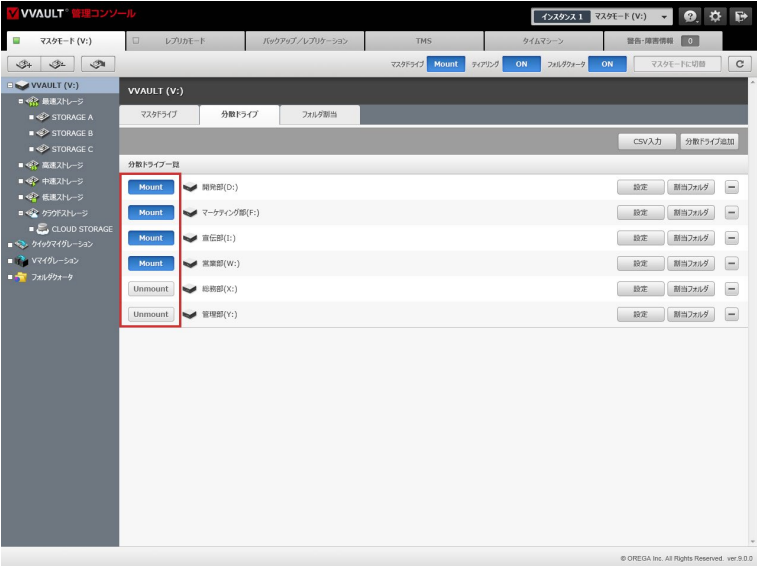 VVAULT® 管理コンソール
インスタンス 1 マスタモード (V:)
マスタモード (V:) レプリカモード バックアップ/レプリケーション TMS タイムマシーン 警告・障害情報 0
マスタドライブ Mount ティアリング ON フォルダクォータ ON マスタモードに切替
VVAULT (V:)
最速ストレージ
STORAGE A
STORAGE B
STORAGE C
高速ストレージ
中速ストレージ
低速ストレージ
クラウドストレージ
CLOUD STORAGE
クイックマイグレーション
Vマイグレーション
フォルダクォータ
VVAULT (V:)
マスタドライブ 分散ドライブ フォルダ割当
CSV入力 分散ドライブ追加
分散ドライブ一覧
Mount 開発部(D:) 設定 割当フォルダ
Mount マーケティング部(F:) 設定 割当フォルダ
Mount 宣伝部(I:) 設定 割当フォルダ
Mount 営業部(W:) 設定 割当フォルダ
Unmount 総務部(X:) 設定 割当フォルダ
Unmount 管理部(Y:) 設定 割当フォルダ
© OREGA Inc. All Rights Reserved. ver.9.0.0